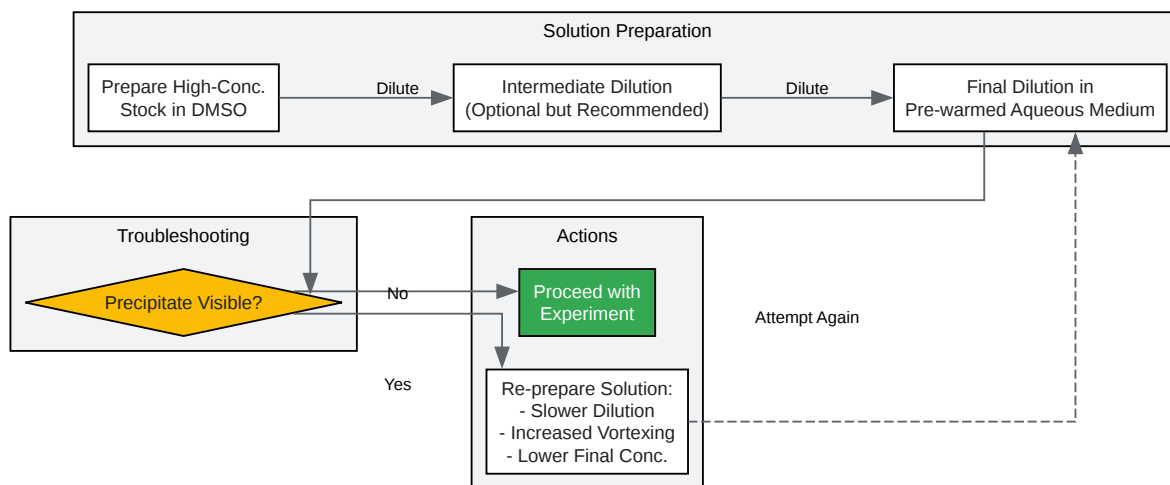 Solution Preparation
Prepare High-Conc.
Stock in DMSO
Dilute
Intermediate Dilution
(Optional but Recommended)
Dilute
Final Dilution in
Pre-warmed Aqueous Medium
Troubleshooting
Precipitate Visible?
No
Yes
Actions
Proceed with
Experiment
Re-prepare Solution:
- Slower Dilution
- Increased Vortexing
- Lower Final Conc.
Attempt Again